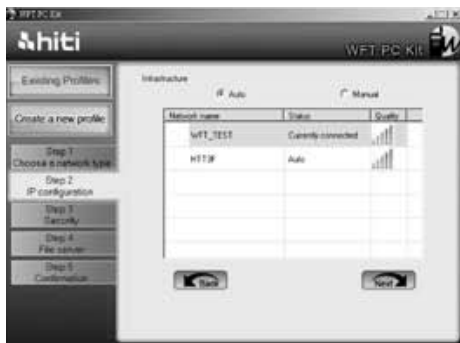 WFT PC Kit
hiti
WFT PC Kit
Existing Profiles
Create a new profile
Step 1
Choose a network type
Step 2
IP configuration
Step 3
Security
Step 4
File server
Step 5
Confirmation
Infrastructure
Auto
Manual
Network name Status Quality
WFT_TEST Currently connected
Auto
Back
Next